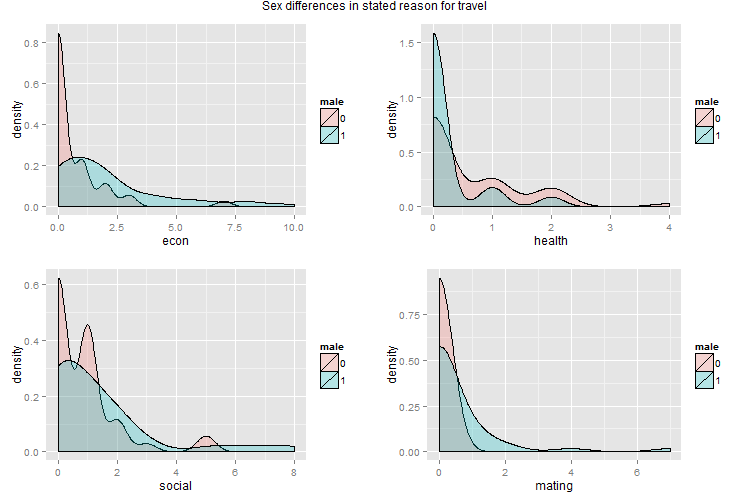 Sex differences in stated reason for travel
density
0.8
0.6
0.4
0.2
0.0
0.0 2.5 5.0 7.5 10.0
econ
male
0
1
density
1.5
1.0
0.5
0.0
0 1 2 3 4
health
male
0
1
density
0.6
0.4
0.2
0.0
0 2 4 6 8
social
male
0
1
density
0.75
0.50
0.25
0.00
0 2 4 6
mating
male
0
1